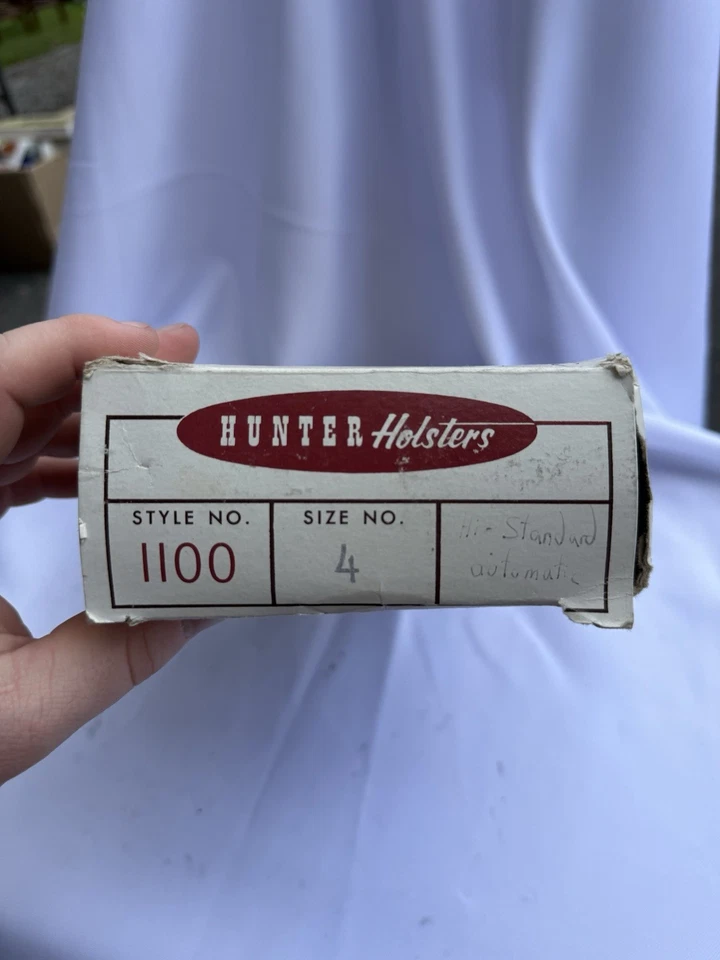 HUNTER Holsters
STYLE NO.
1100
SIZE NO.
4
Hi-Standard
automatic